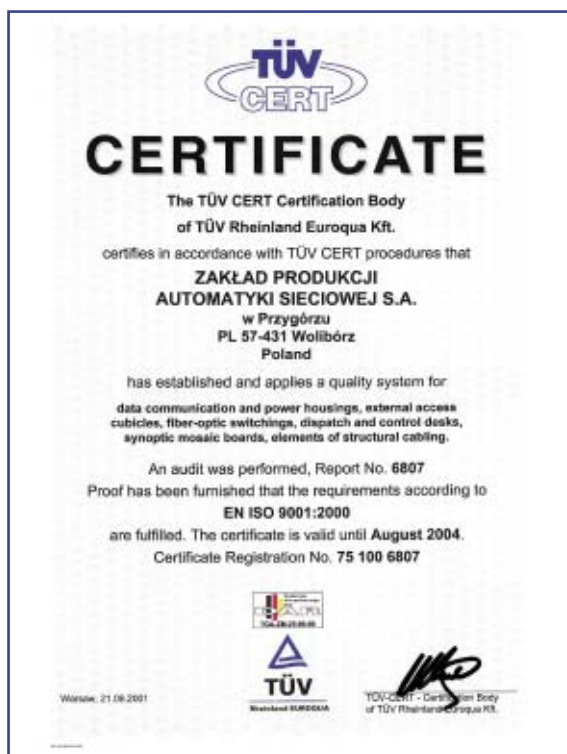 TÜV
CERT
CERTIFICATE
The TÜV CERT Certification Body
of TÜV Rheinland Euroqua Kft.
certifies in accordance with TÜV CERT procedures that
ZAKŁAD PRODUKCJI
AUTOMATYKI SIECIOWEJ S.A.
w Przygórzu
PL 57-431 Wolibórz
Poland
has established and applies a quality system for
data communication and power housings, external access
cubicles, fiber-optic switchings, dispatch and control desks,
synoptic mosaic boards, elements of structural cabling.
An audit was performed, Report No. 6807
Proof has been furnished that the requirements according to
EN ISO 9001:2000
are fulfilled. The certificate is valid until August 2004.
Certificate Registration No. 75 100 6807
TÜV
Rheinland EUROQUA
Warsaw, 21.08.2001
TÜV-CERT - Certification Body
of TÜV Rheinland Euroqua Kft.